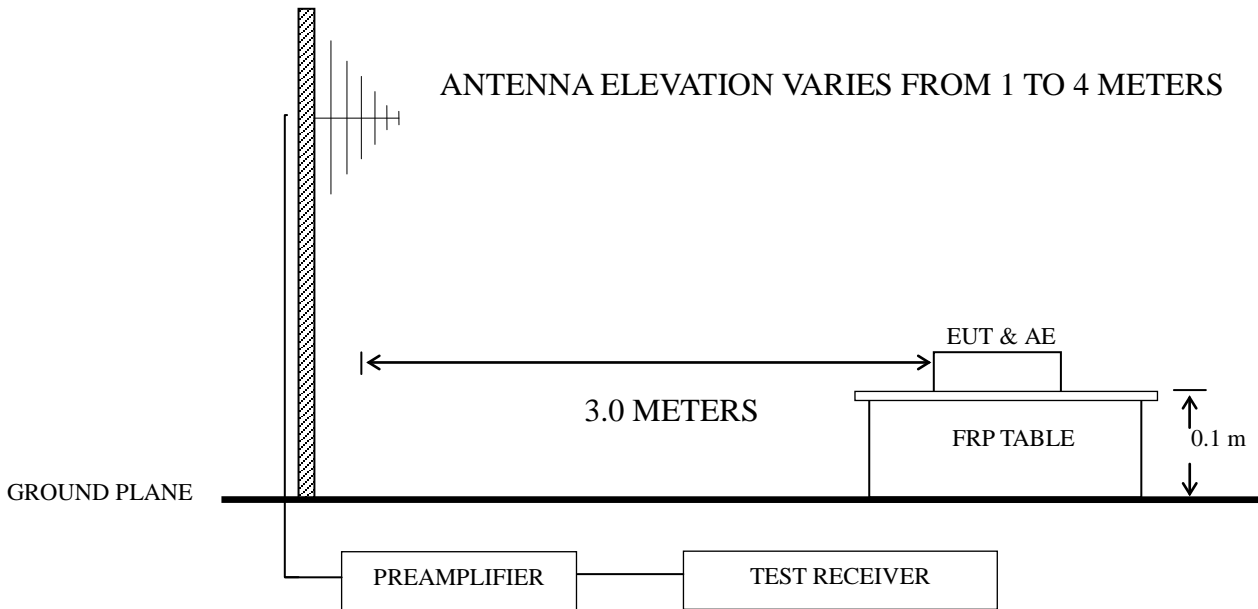 ANTENNA ELEVATION VARIES FROM 1 TO 4 METERS
EUT & AE
3.0 METERS
FRP TABLE
0.1 m
GROUND PLANE
PREAMPLIFIER
TEST RECEIVER